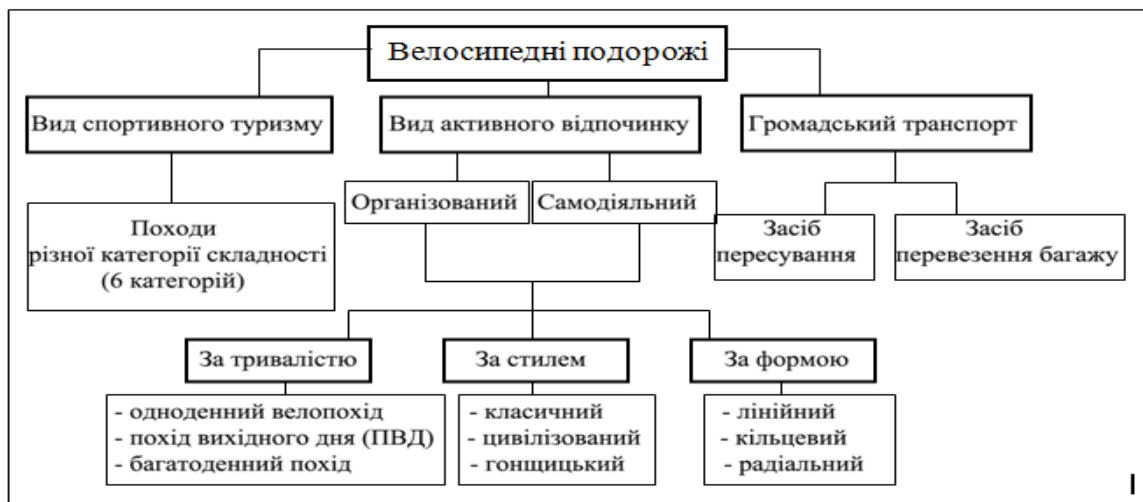 Велосипедні подорожі
Вид спортивного туризму
Вид активного відпочинку
Громадський транспорт
Організований
Самодіяльний
Походи
різної категорії складності
(6 категорій)
Засіб
пересування
Засіб
перевезення багажу
За тривалістю
За стилем
За формою
- одноденний велопохід
- похід вихідного дня (ПВД)
- багатоденний похід
- класичний
- цивілізований
- гонщицький
- лінійний
- кільцевий
- радіальний